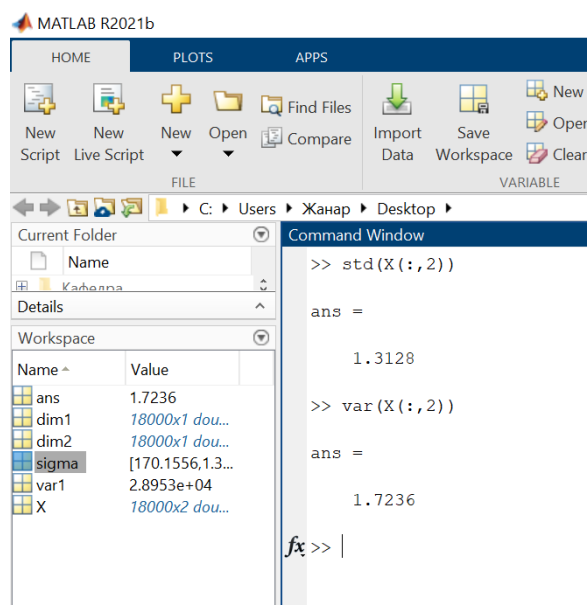 MATLAB R2021b
HOME PLOTS APPS
New Script
New Live Script
New
Open
Find Files
Compare
Import Data
Save Workspace
New
Open
Clear
FILE
VARIABLE
C: Users Жанар Desktop
Current Folder
Name
Кафедра
Details
Workspace
Name Value
ans 1.7236
dim1 18000x1 dou...
dim2 18000x1 dou...
sigma [170.1556,1.3...
var1 2.8953e+04
X 18000x2 dou...
Command Window
>> std(X(:,2))
ans =
1.3128
>> var(X(:,2))
ans =
1.7236
fx >>